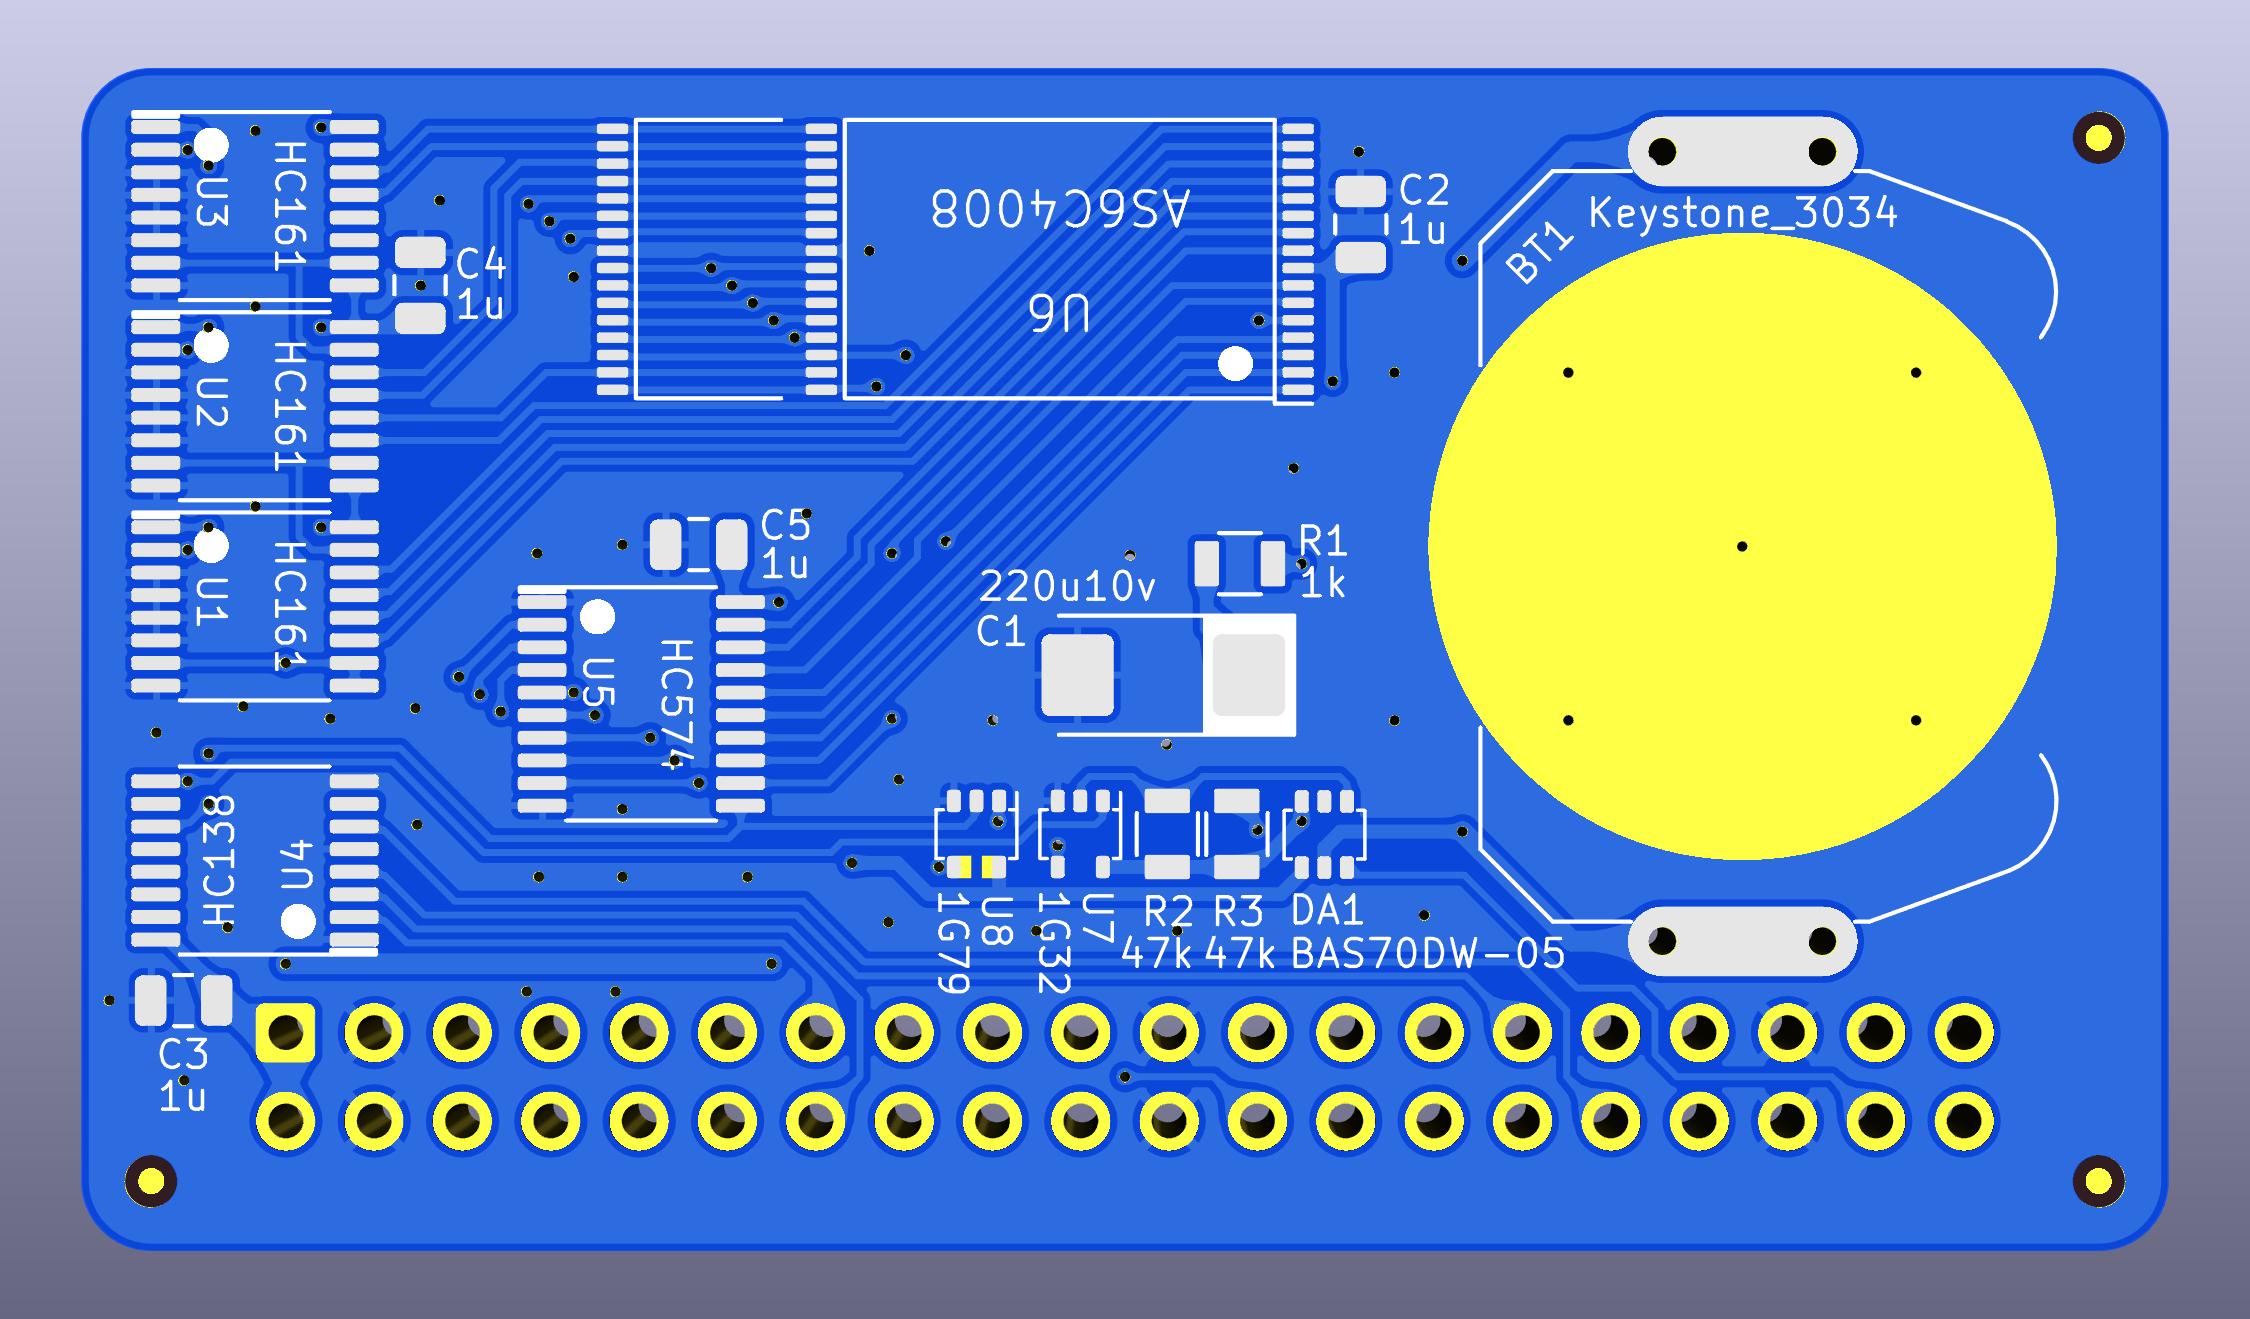 U3
HC161
C4
1u
AS6C4008
U6
C2
1u
BT1
Keystone_3034
U2
HC161
U1
HC161
C5
1u
U5
HC574
220u10v
C1
R1
1k
HC138
U4
1G79
U8
1G32
U7
R2
47k
R3
47k
DA1
BAS70DW-05
C3
1u